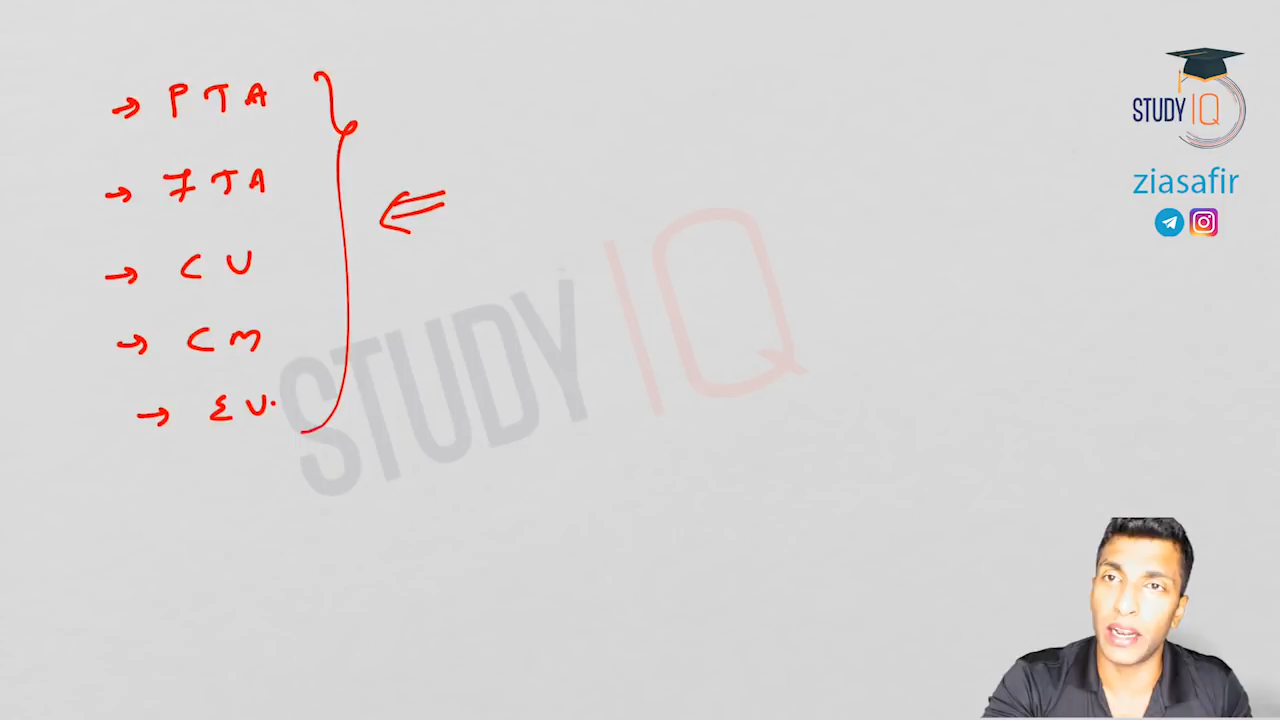 → PTA
→ FTA
→ CU
→ CM
→ EU.
STUDY IQ
ziasafir
STUDY IQ